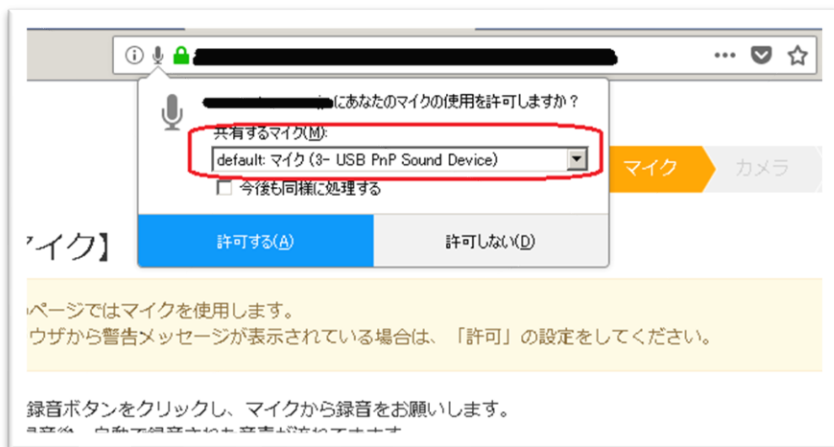 にあなたのマイクの使用を許可しますか？
共有するマイク(M):
default: マイク (3- USB PnP Sound Device)
今後も同様に処理する
許可する(A)
許可しない(D)
マイク
カメラ
イク】
ページではマイクを使用します。
ウザから警告メッセージが表示されている場合は、「許可」の設定をしてください。
録音ボタンをクリックし、マイクから録音をお願いします。